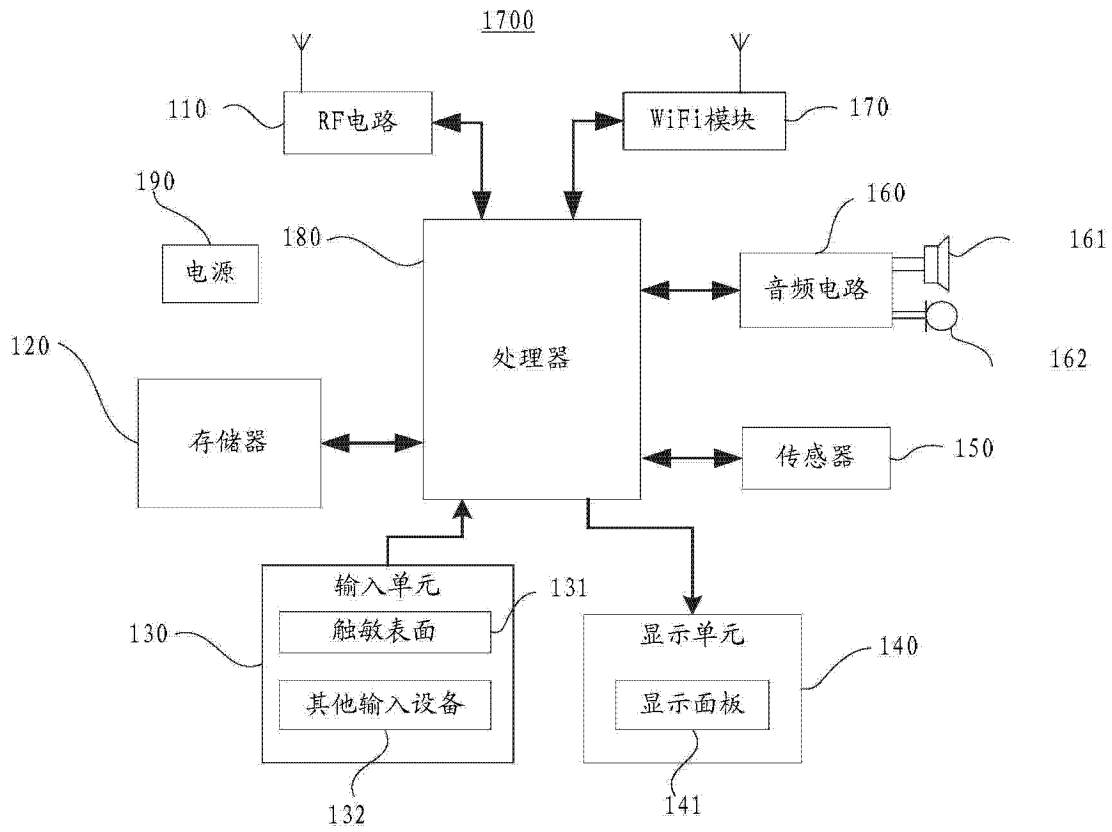 1700
110
RF电路
WiFi模块
170
190
电源
180
160
161
音频电路
162
120
处理器
存储器
传感器
150
输入单元
131
130
触敏表面
其他输入设备
132
显示单元
140
显示面板
141